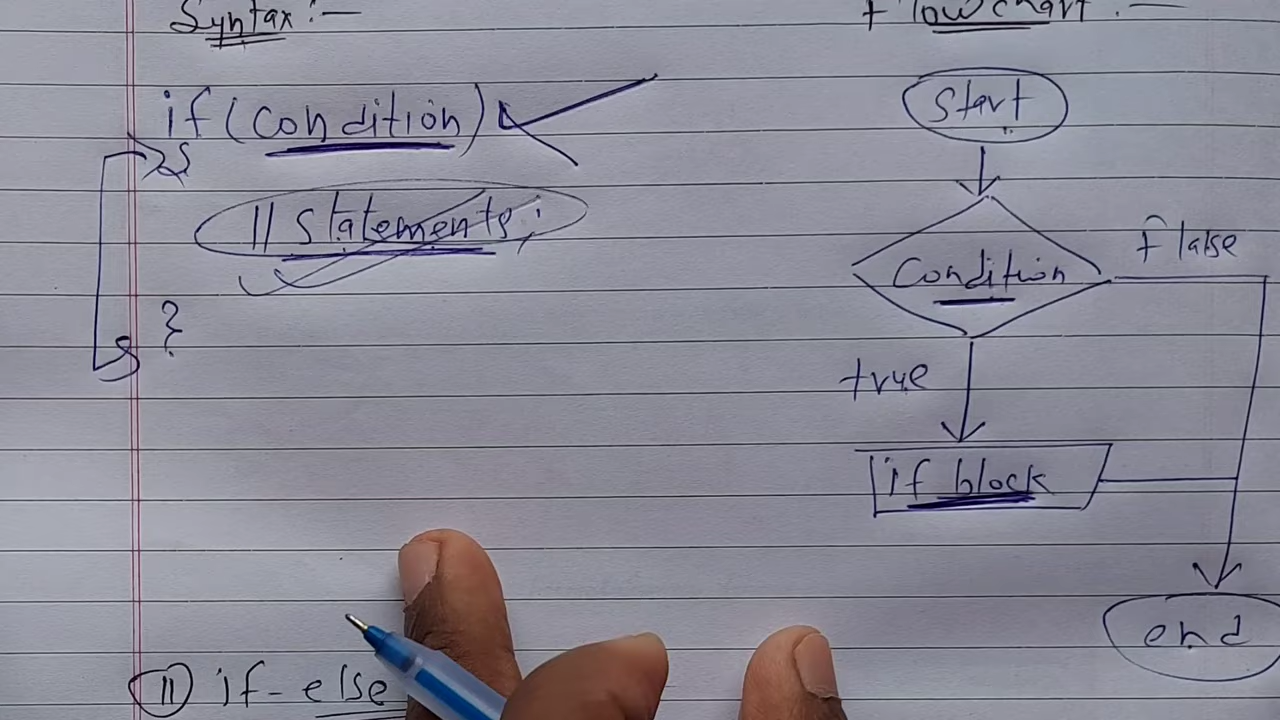 Syntax:-
if (condition)
{
// statements;
}
(II) if-else
Flowchart :-
Start
Condition
False
true
if block
end